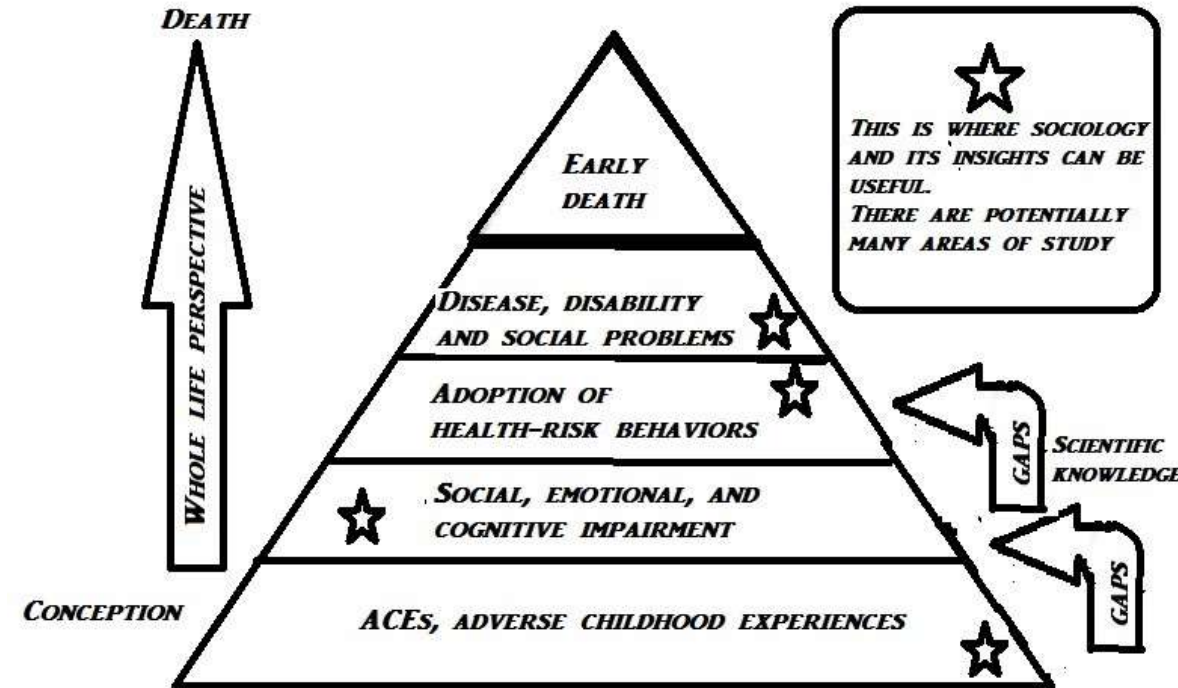 DEATH
WHOLE LIFE PERSPECTIVE
CONCEPTION
EARLY
DEATH
DISEASE, DISABILITY
AND SOCIAL PROBLEMS
ADOPTION OF
HEALTH-RISK BEHAVIORS
SOCIAL, EMOTIONAL, AND
COGNITIVE IMPAIRMENT
ACES, ADVERSE CHILDHOOD EXPERIENCES
THIS IS WHERE SOCIOLOGY
AND ITS INSIGHTS CAN BE
USEFUL.
THERE ARE POTENTIALLY
MANY AREAS OF STUDY
GAPS
SCIENTIFIC
KNOWLEDGE
GAPS